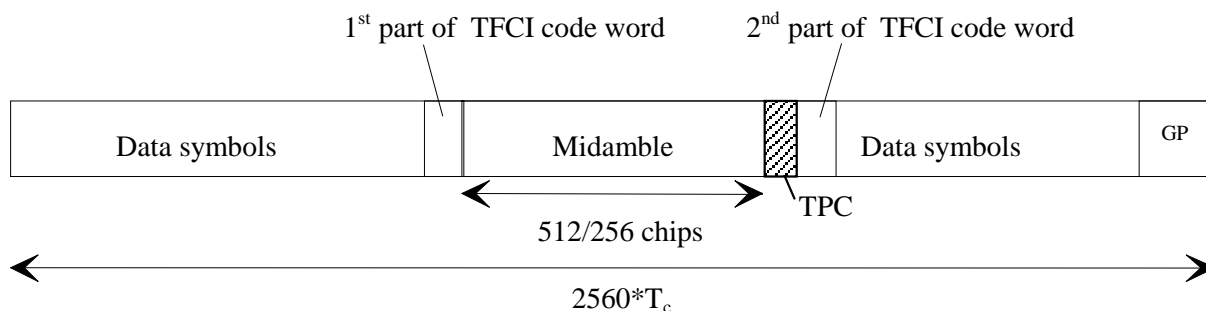 1st part of TFCI code word
2nd part of TFCI code word
Data symbols
Midamble
Data symbols
GP
TPC
512/256 chips
2560*Tc